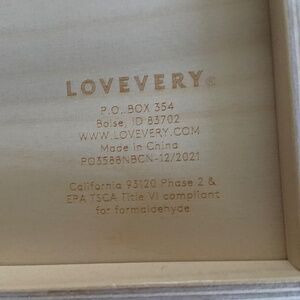 LOVEVERY®
P.O. BOX 354
Boise, ID 83702
WWW.LOVEVERY.COM
Made in China
PO3588NBCN-12/2021
California 93120 Phase 2 &
EPA TSCA Title VI compliant
for formaldehyde